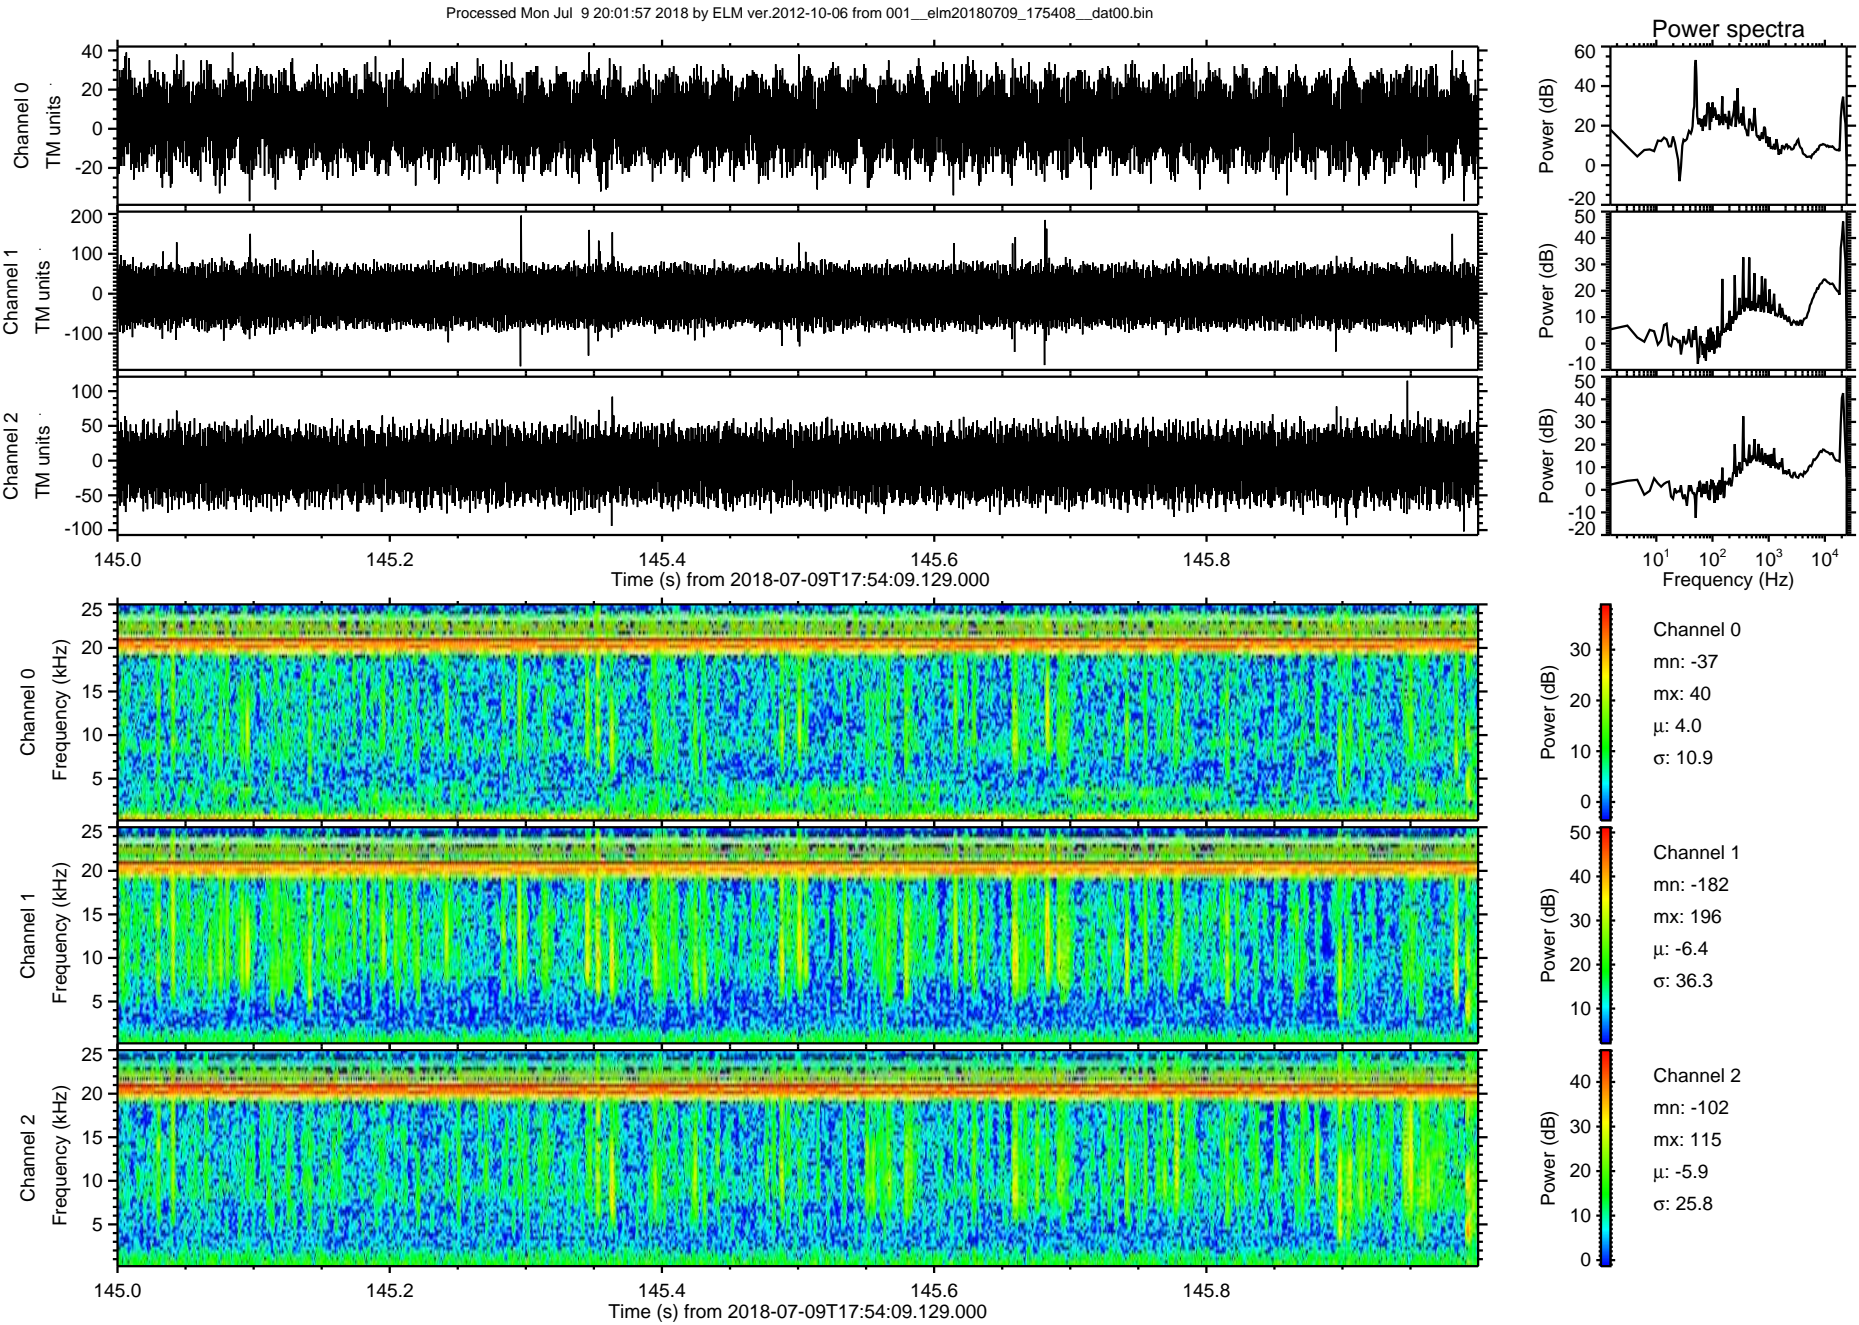 Processed Mon Jul 9 20:01:57 2018 by ELM ver.2012-10-06 from 001__elm20180709_175408__dat00.bin
Power spectra
Channel 0
TM units
40
20
0
-20
Power (dB)
60
40
20
0
-20
Channel 1
TM units
200
100
0
-100
Power (dB)
50
40
30
20
10
0
-10
Channel 2
TM units
100
50
0
-50
-100
Power (dB)
50
40
30
20
10
0
-10
-20
145.0 145.2 145.4 145.6 145.8
Time (s) from 2018-07-09T17:54:09.129.000
10¹ 10² 10³ 10⁴
Frequency (Hz)
Channel 0
Frequency (kHz)
25
20
15
10
5
Power (dB)
30
20
10
0
Channel 0
mn: -37
mx: 40
μ: 4.0
σ: 10.9
Channel 1
Frequency (kHz)
25
20
15
10
5
Power (dB)
50
40
30
20
10
Channel 1
mn: -182
mx: 196
μ: -6.4
σ: 36.3
Channel 2
Frequency (kHz)
25
20
15
10
5
Power (dB)
40
30
20
10
0
Channel 2
mn: -102
mx: 115
μ: -5.9
σ: 25.8
145.0 145.2 145.4 145.6 145.8
Time (s) from 2018-07-09T17:54:09.129.000